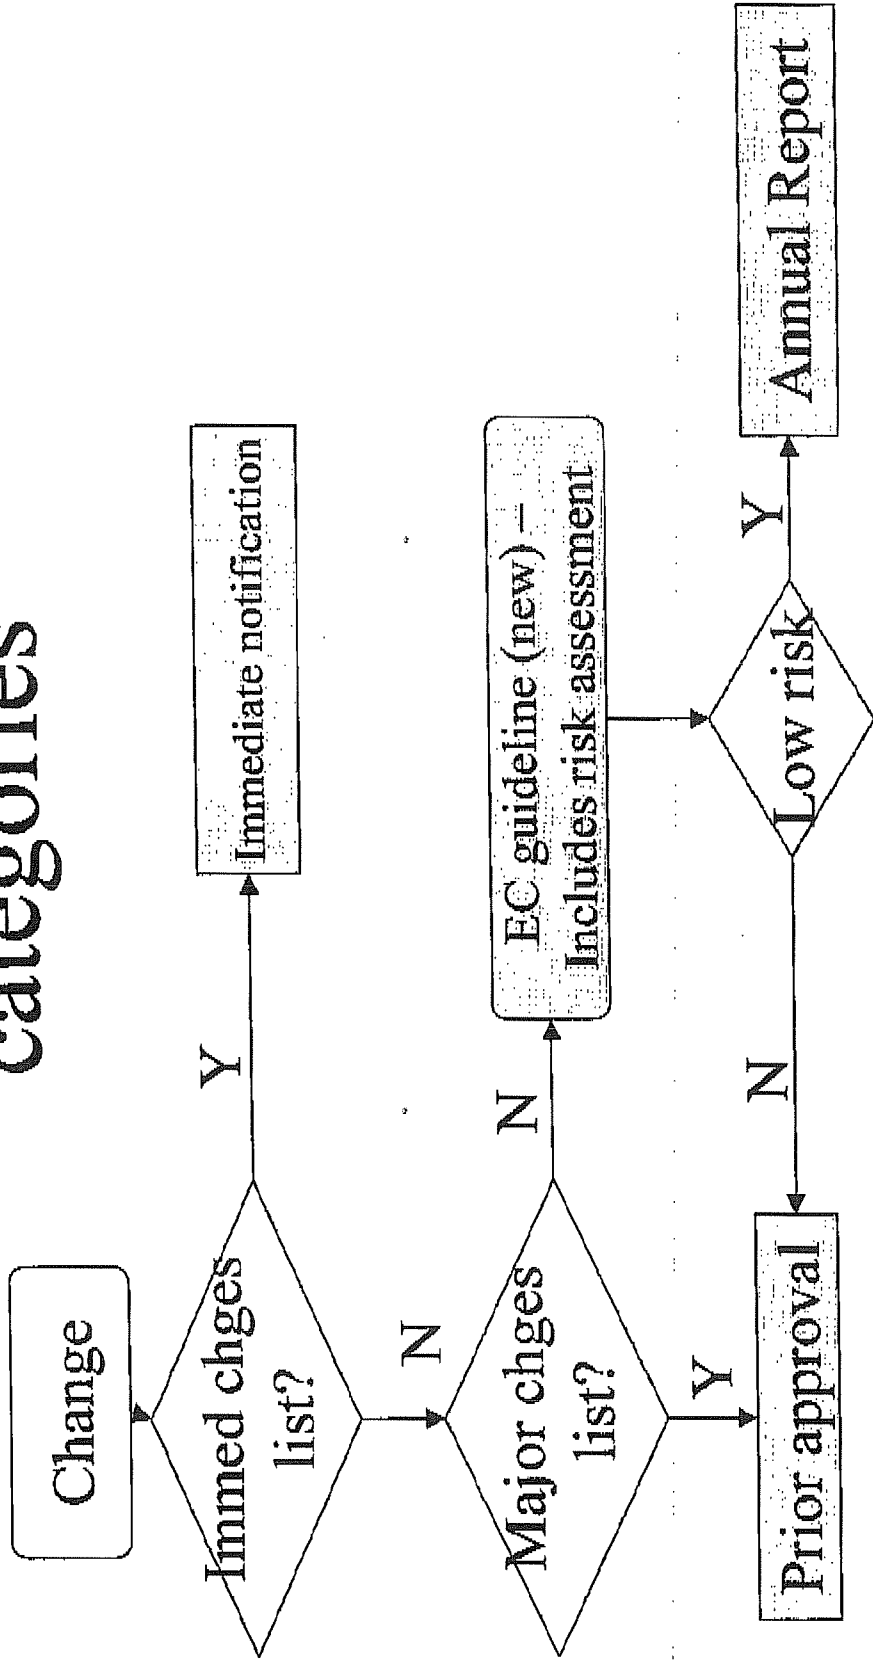 categories
Change
Immed chges
list?
Y
Immediate notification
N
Major chges
list?
N
EC guideline (new) –
Includes risk assessment
Y
Prior approval
N
Low risk
Y
Annual Report